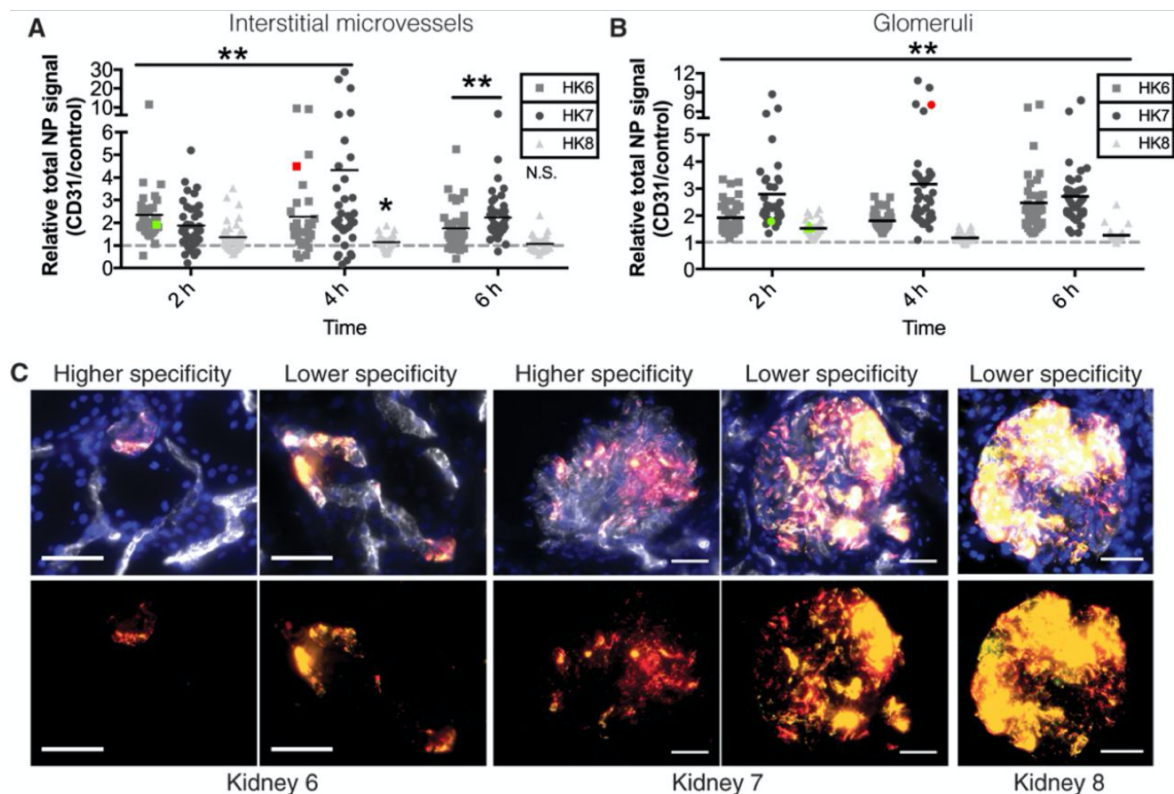 A
Interstitial microvessels
Relative total NP signal
(CD31/control)
30
20
10
6
5
4
3
2
1
0
**
**
*
N.S.
HK6
HK7
HK8
2 h
4 h
6 h
Time
B
Glomeruli
Relative total NP signal
(CD31/control)
12
9
6
5
4
3
2
1
0
**
HK6
HK7
HK8
2 h
4 h
6 h
Time
C
Higher specificity
Lower specificity
Higher specificity
Lower specificity
Higher specificity
Kidney 6
Kidney 7
Kidney 8